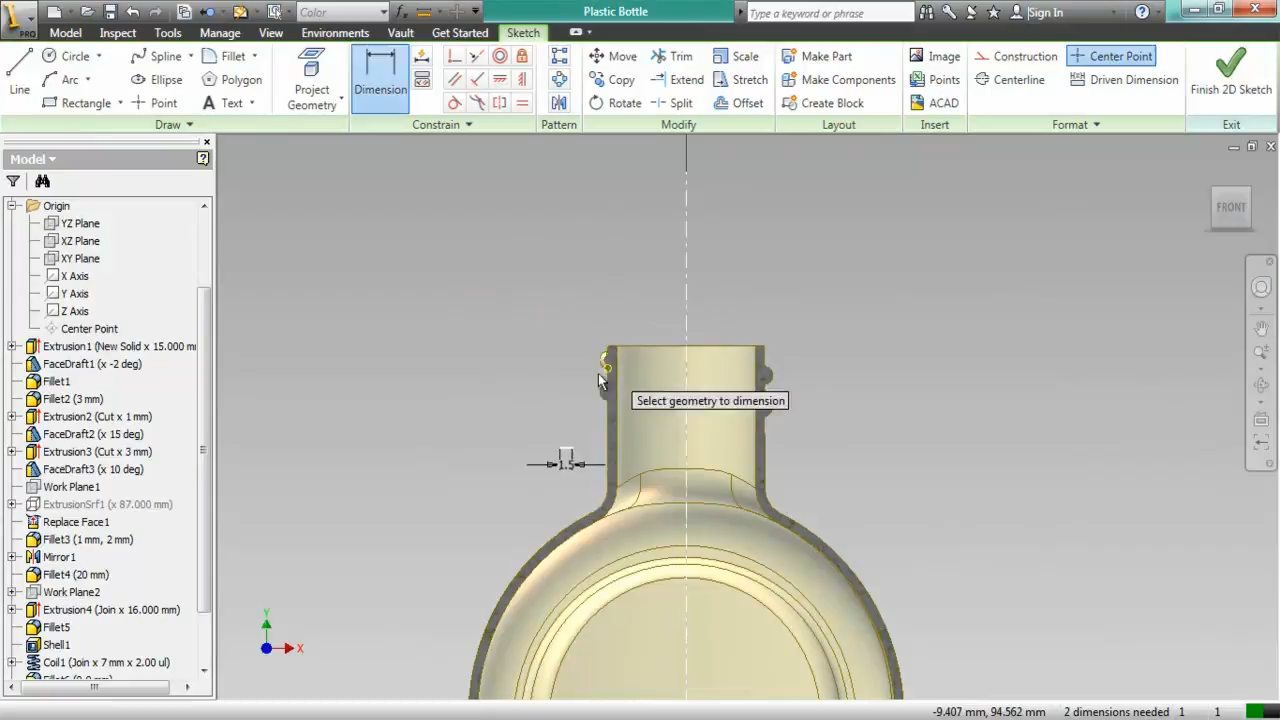 Color
Plastic Bottle
Type a keyword or phrase
Sign In
PRO
Model
Inspect
Tools
Manage
View
Environments
Vault
Get Started
Sketch
Line
Circle
Arc
Rectangle
Spline
Ellipse
Point
Fillet
Polygon
Text
Project
Geometry
Dimension
Move
Copy
Rotate
Trim
Extend
Split
Scale
Stretch
Offset
Make Part
Make Components
Create Block
Image
Points
ACAD
Construction
Centerline
Center Point
Driven Dimension
Finish 2D Sketch
Draw
Constrain
Pattern
Modify
Layout
Insert
Format
Exit
Model
Origin
YZ Plane
XZ Plane
XY Plane
X Axis
Y Axis
Z Axis
Center Point
Extrusion1 (New Solid x 15.000 m
FaceDraft1 (x -2 deg)
Fillet1
Fillet2 (3 mm)
Extrusion2 (Cut x 1 mm)
FaceDraft2 (x 15 deg)
Extrusion3 (Cut x 3 mm)
FaceDraft3 (x 10 deg)
Work Plane1
ExtrusionSrf1 (x 87.000 mm)
Replace Face1
Fillet3 (1 mm, 2 mm)
Mirror1
Fillet4 (20 mm)
Work Plane2
Extrusion4 (Join x 16.000 mm)
Fillet5
Shell1
Coil1 (Join x 7 mm x 2.00 ul)
FRONT
Select geometry to dimension
1.5
Y
X
-9.407 mm, 94.562 mm
2 dimensions needed
1
1